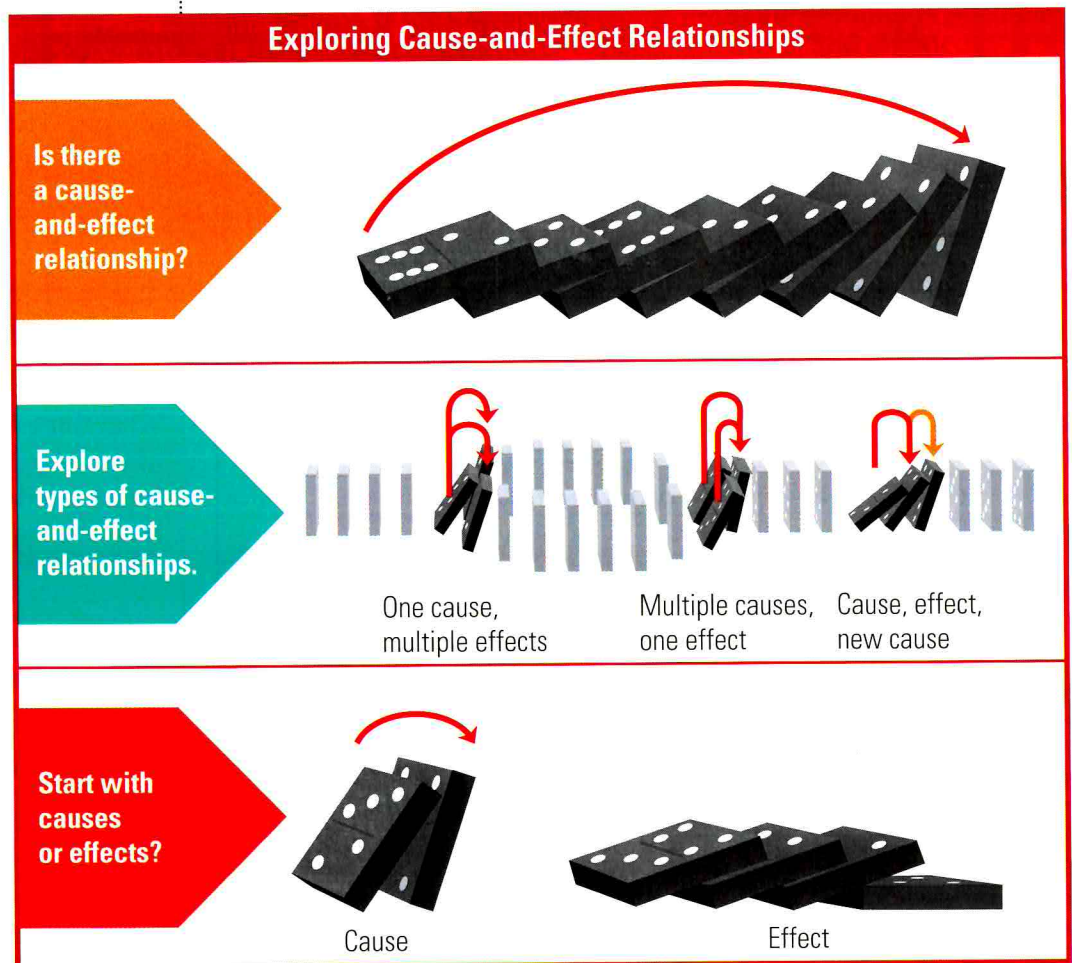 Exploring Cause-and-Effect Relationships
Is there
a cause-
and-effect
relationship?
Explore
types of cause-
and-effect
relationships.
One cause,
multiple effects
Multiple causes,
one effect
Cause, effect,
new cause
Start with
causes
or effects?
Cause
Effect